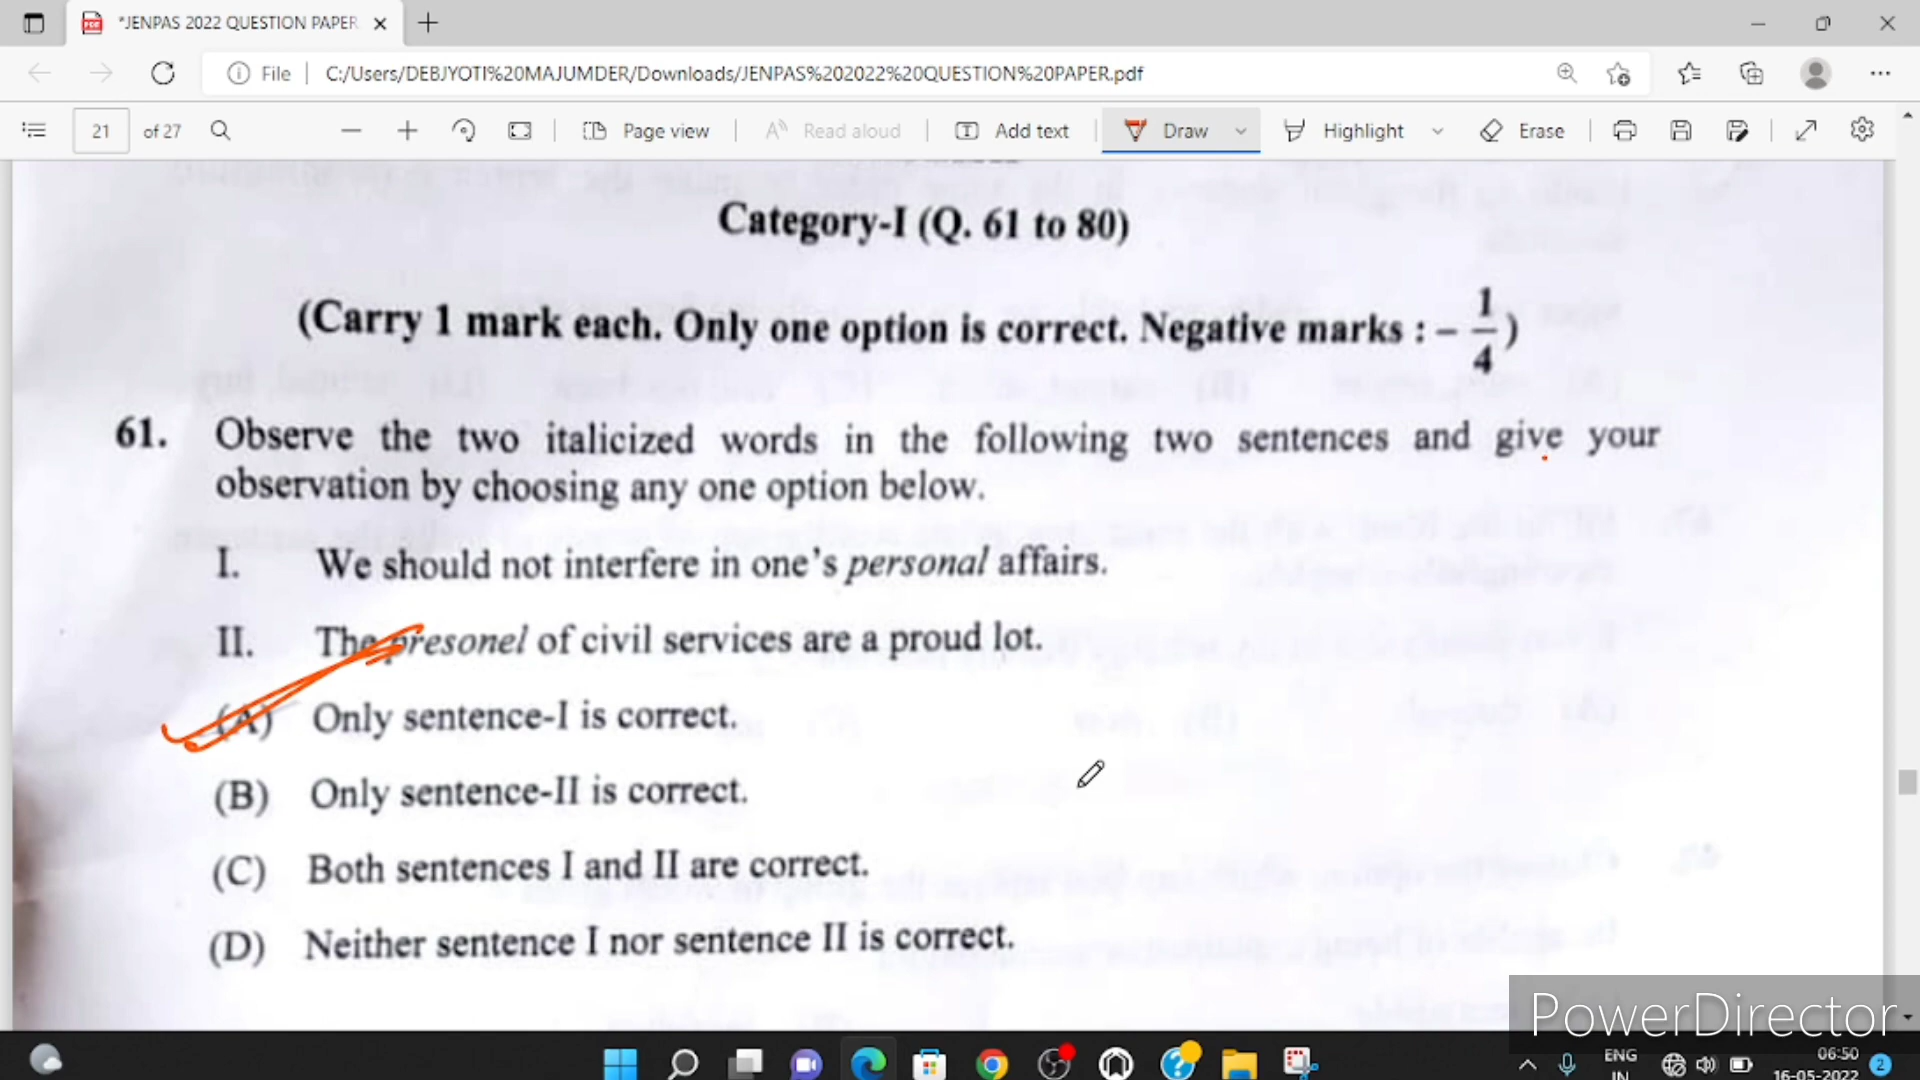 *JENPAS 2022 QUESTION PAPER
File
C:/Users/DEBJYOTI%20MAJUMDER/Downloads/JENPAS%202022%20QUESTION%20PAPER.pdf
21 of 27
Page view
Read aloud
Add text
Draw
Highlight
Erase
Category-I (Q. 61 to 80)
(Carry 1 mark each. Only one option is correct. Negative marks : – 1/4)
61. Observe the two italicized words in the following two sentences and give your
observation by choosing any one option below.
I. We should not interfere in one's personal affairs.
II. The presonel of civil services are a proud lot.
(A) Only sentence-I is correct.
(B) Only sentence-II is correct.
(C) Both sentences I and II are correct.
(D) Neither sentence I nor sentence II is correct.
PowerDirector
ENG
IN
06:50
16-05-2022
2